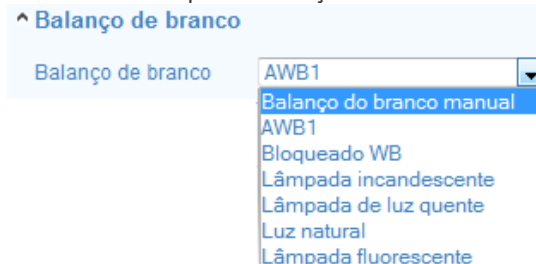 Balanço de branco
Balanço de branco AWB1
Balanço do branco manual
AWB1
Bloqueado WB
Lâmpada incandescente
Lâmpada de luz quente
Luz natural
Lâmpada fluorescente